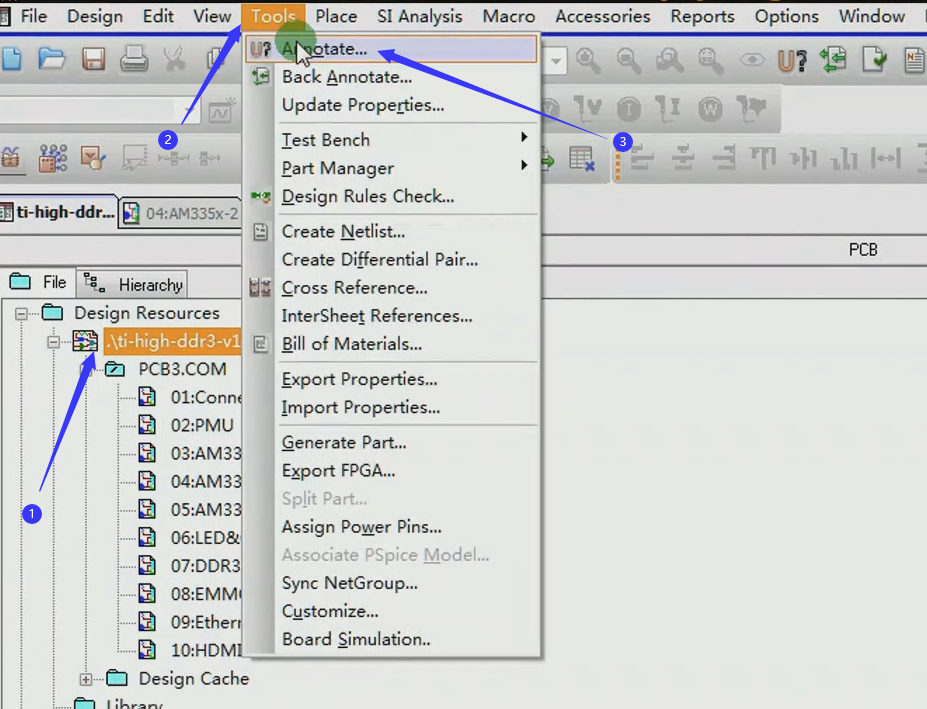 File Design Edit View Tools Place SI Analysis Macro Accessories Reports Options Window
U? Annotate...
U?
Back Annotate...
Update Properties...
2
3
Test Bench
Part Manager
Design Rules Check...
ti-high-ddr... 04:AM335x-2
Create Netlist...
Create Differential Pair...
PCB
File Hierarchy
Cross Reference...
InterSheet References...
Design Resources
.\ti-high-ddr3-v1
Bill of Materials...
PCB3.COM
Export Properties...
01:Conne
Import Properties...
02:PMU
Generate Part...
03:AM33
Export FPGA...
04:AM33
Split Part...
05:AM33
1
Assign Power Pins...
06:LED&
Associate PSpice Model...
07:DDR3
Sync NetGroup...
08:EMM
Customize...
09:Ethern
Board Simulation..
10:HDMI
Design Cache
Library